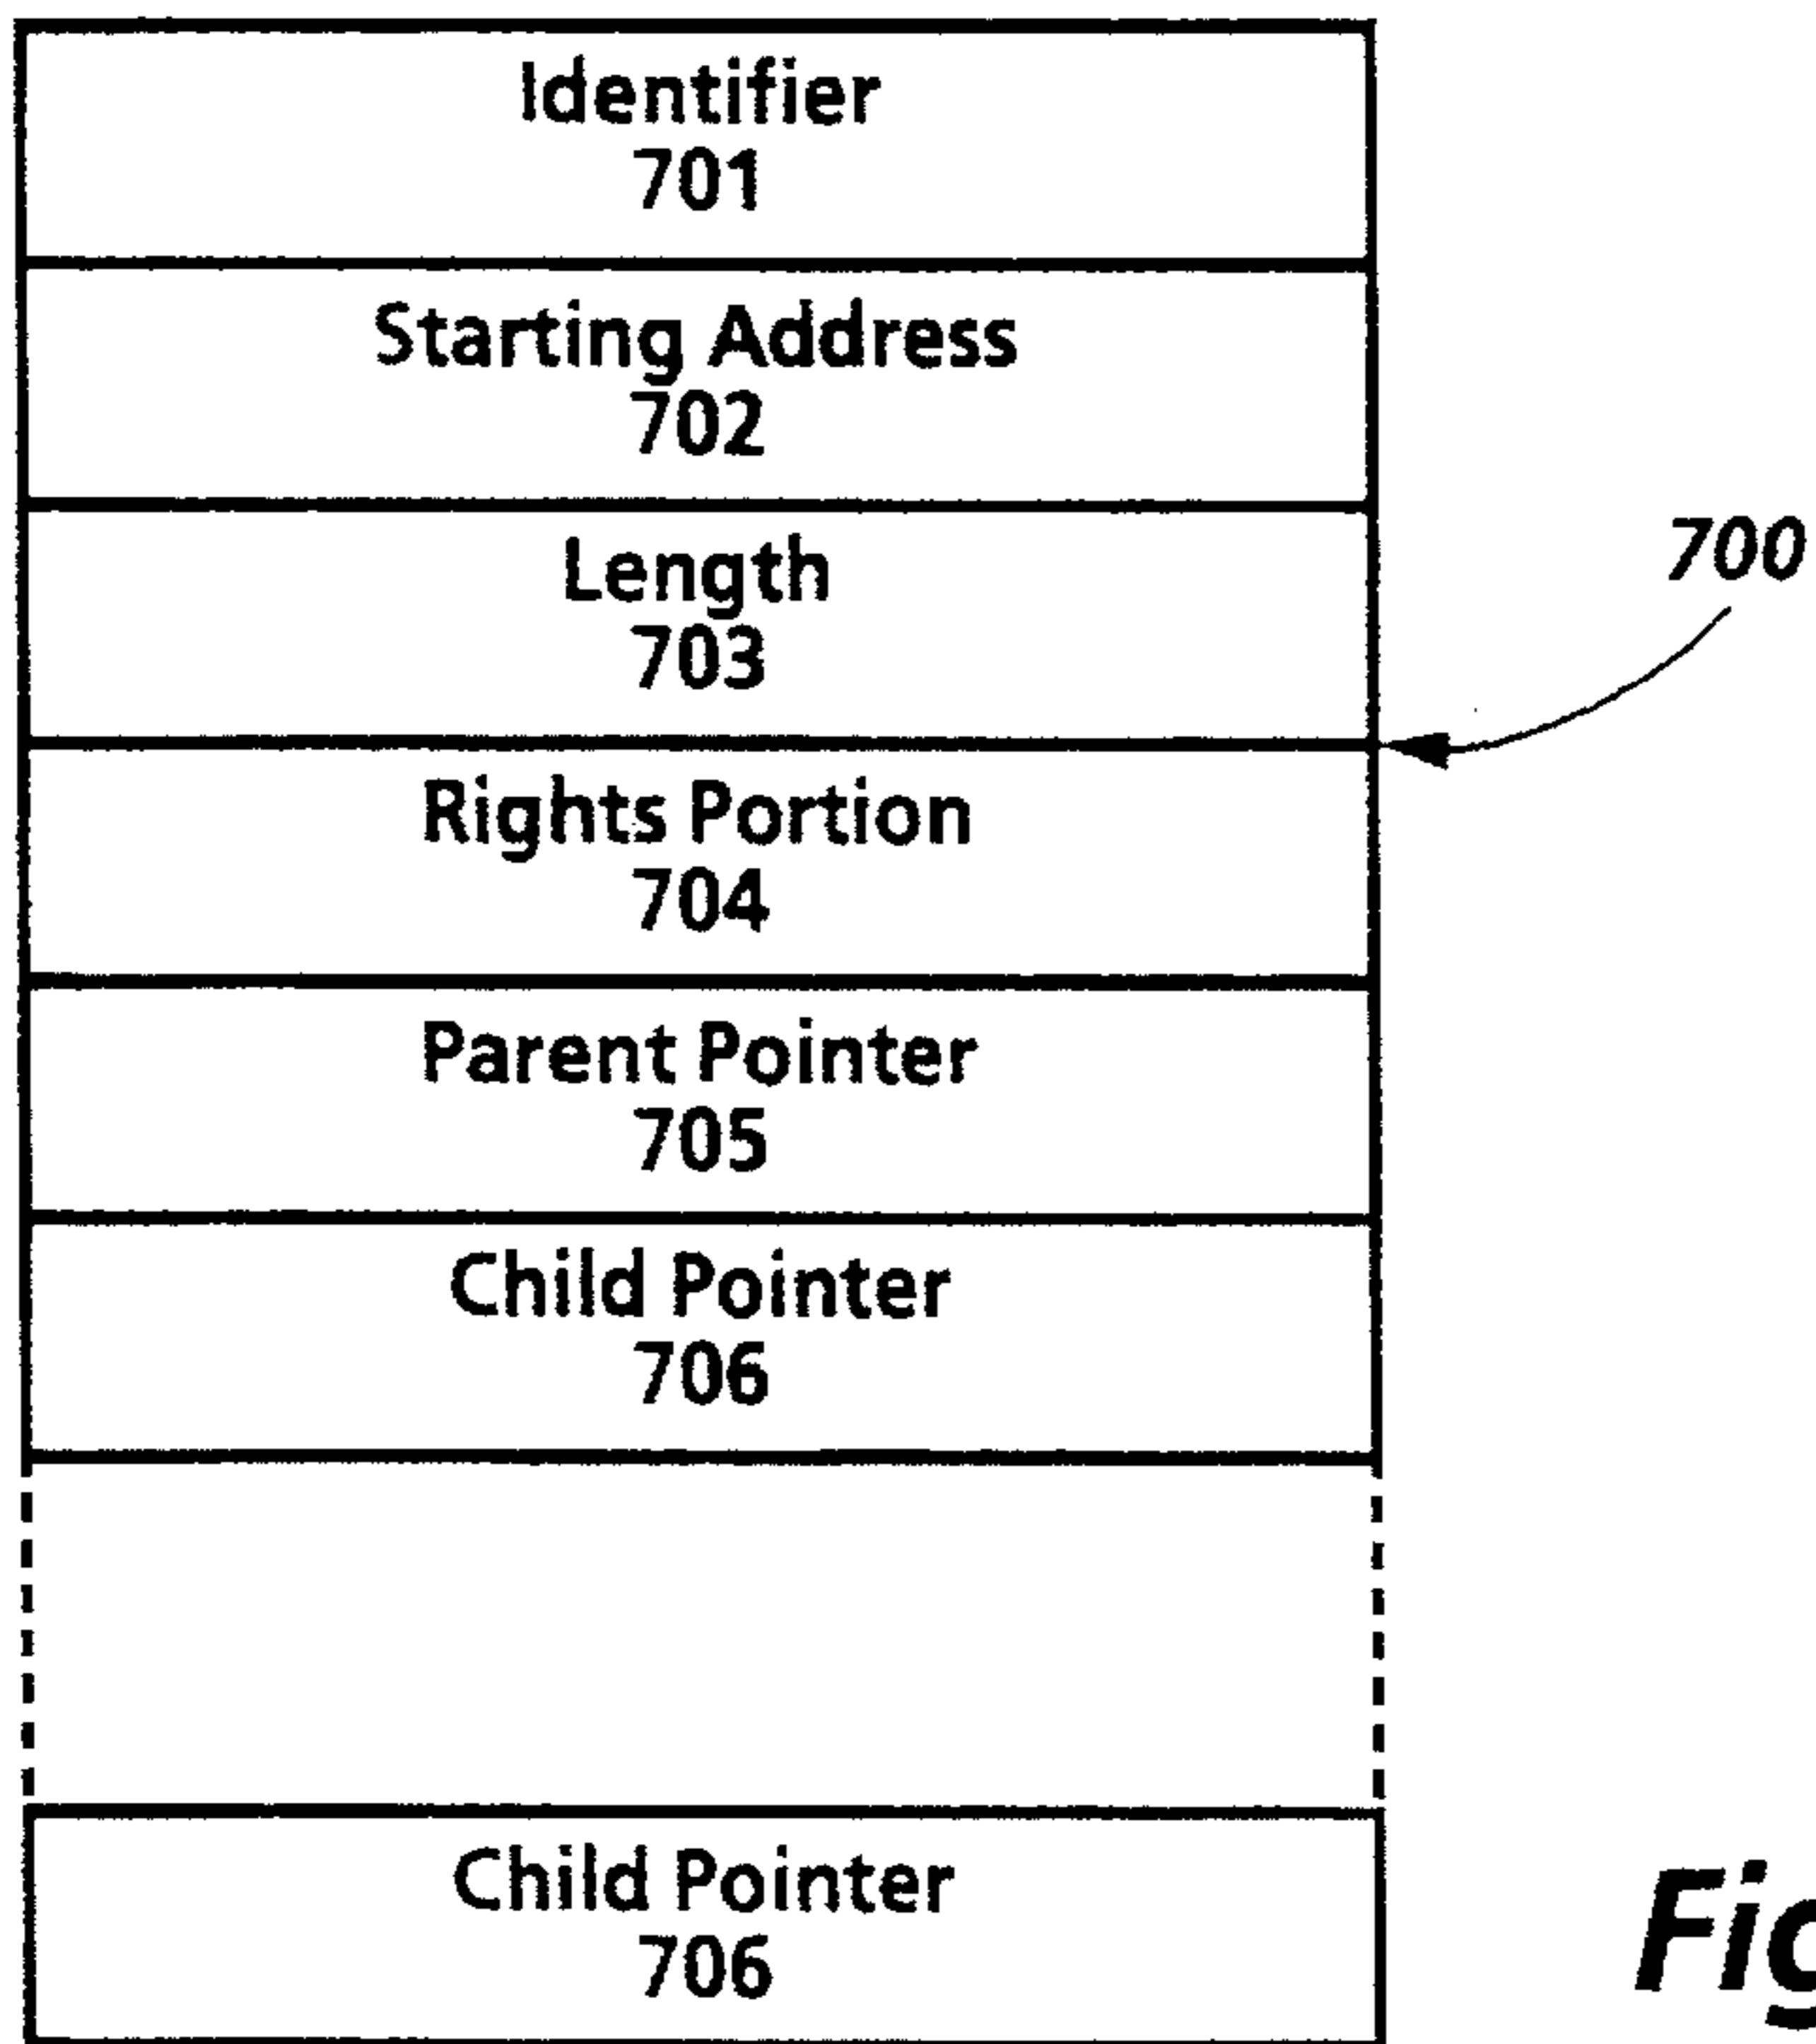 Identifier
701
Starting Address
702
Length
703
700
Rights Portion
704
Parent Pointer
705
Child Pointer
706
Child Pointer
706